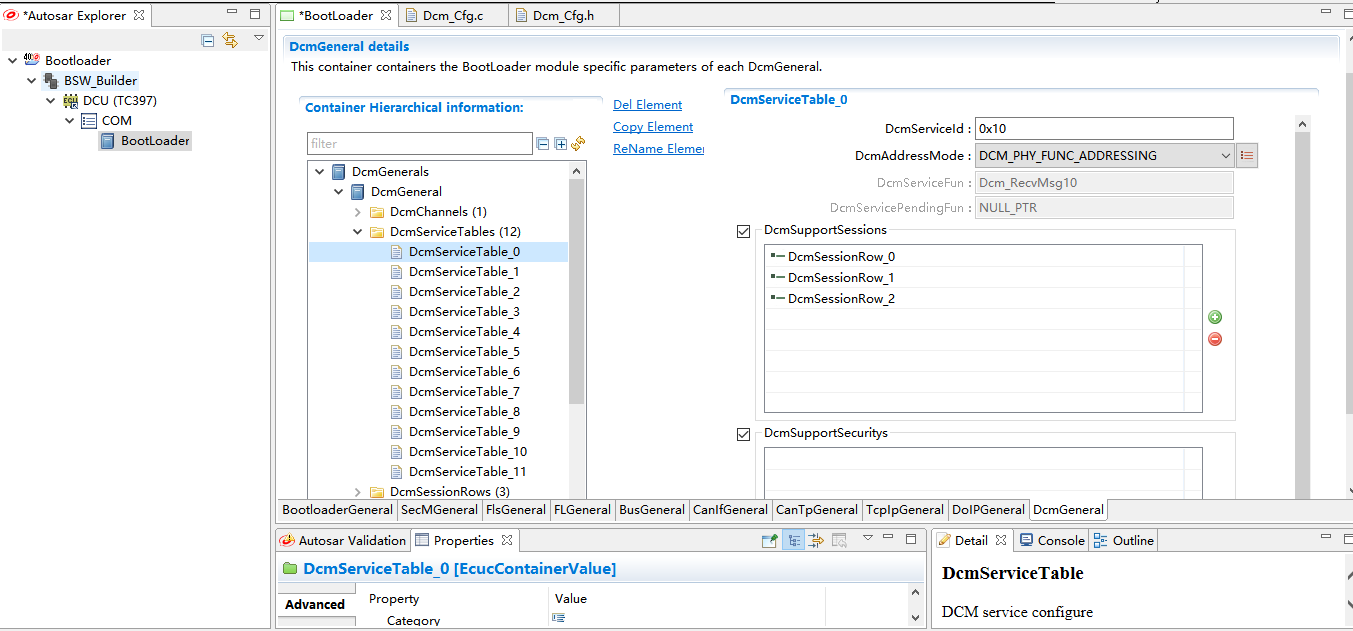 *Autosar Explorer
Bootloader
BSW_Builder
DCU (TC397)
COM
BootLoader
*BootLoader
Dcm_Cfg.c
Dcm_Cfg.h
DcmGeneral details
This container containers the BootLoader module specific parameters of each DcmGeneral.
Container Hierarchical information:
filter
Del Element
Copy Element
ReName Elemer
DcmGenerals
DcmGeneral
DcmChannels (1)
DcmServiceTables (12)
DcmServiceTable_0
DcmServiceTable_1
DcmServiceTable_2
DcmServiceTable_3
DcmServiceTable_4
DcmServiceTable_5
DcmServiceTable_6
DcmServiceTable_7
DcmServiceTable_8
DcmServiceTable_9
DcmServiceTable_10
DcmServiceTable_11
DcmSessionRows (3)
DcmServiceTable_0
DcmServiceId : 0x10
DcmAddressMode : DCM_PHY_FUNC_ADDRESSING
DcmServiceFun : Dcm_RecvMsg10
DcmServicePendingFun : NULL_PTR
DcmSupportSessions
DcmSessionRow_0
DcmSessionRow_1
DcmSessionRow_2
DcmSupportSecuritys
BootloaderGeneral SecMGeneral FlsGeneral FLGeneral BusGeneral CanIfGeneral CanTpGeneral TcpIpGeneral DoIPGeneral DcmGeneral
Autosar Validation
Properties
DcmServiceTable_0 [EcucContainerValue]
Advanced
Property Value
Category
Detail
Console
Outline
DcmServiceTable
DCM service configure